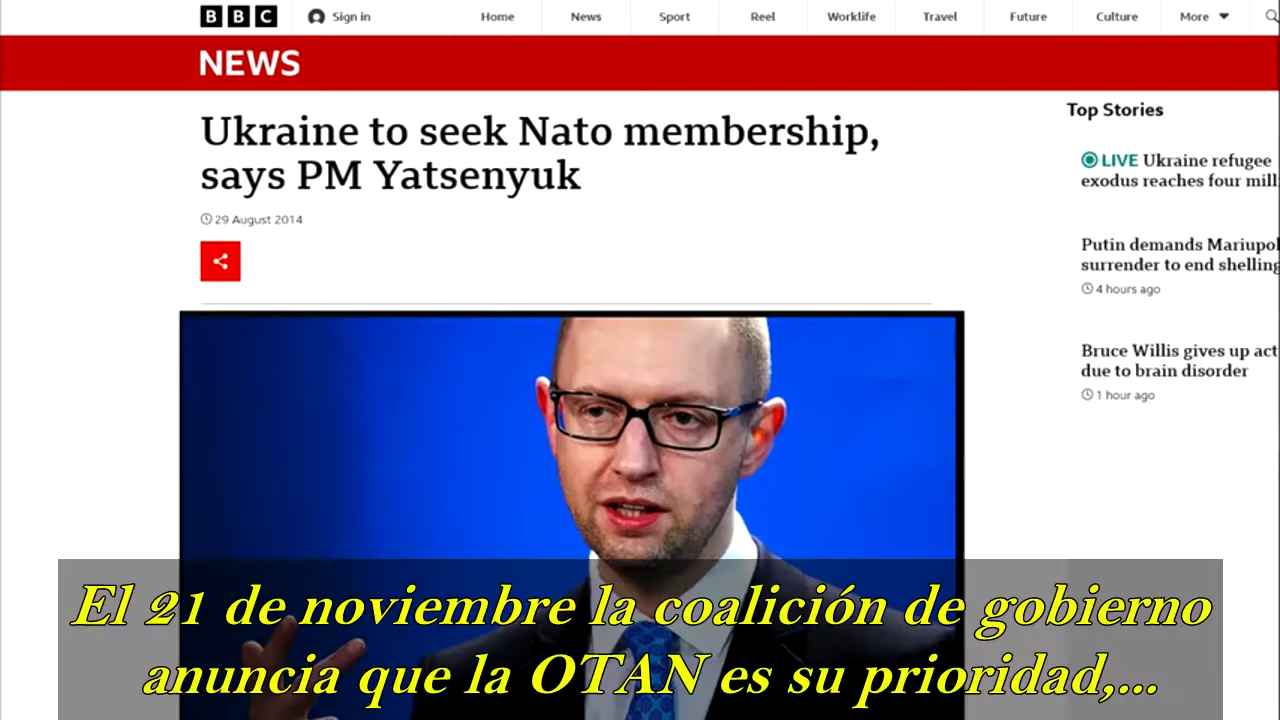 BBC
Sign in
Home
News
Sport
Reel
Worklife
Travel
Future
Culture
More
NEWS
Ukraine to seek Nato membership,
says PM Yatsenyuk
29 August 2014
Top Stories
LIVE Ukraine refugee
exodus reaches four mill
Putin demands Mariupol
surrender to end shelling
4 hours ago
Bruce Willis gives up act
due to brain disorder
1 hour ago
El 21 de noviembre la coalición de gobierno
anuncia que la OTAN es su prioridad,...